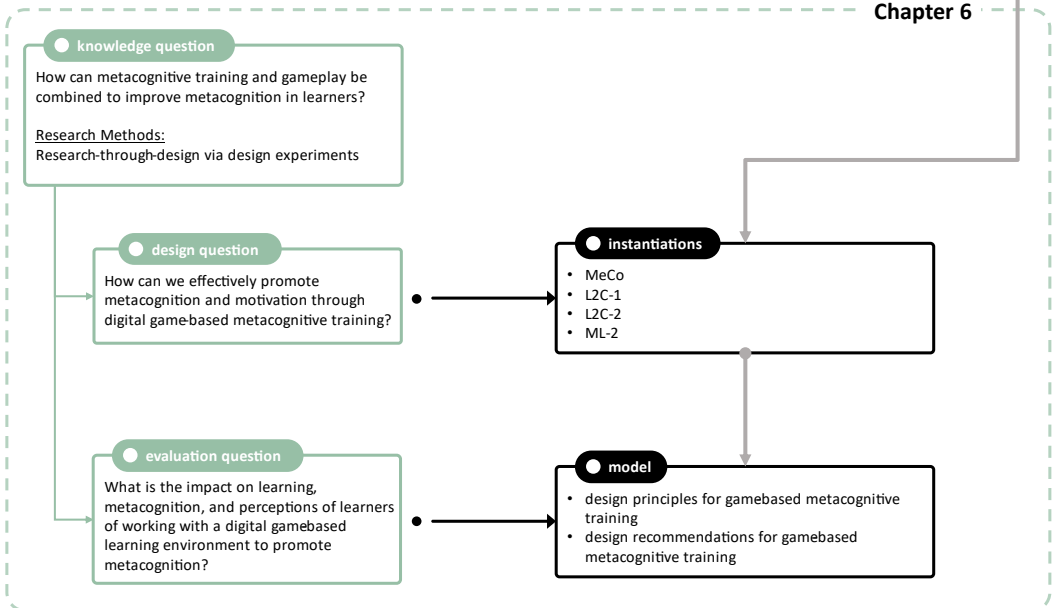 Chapter 6
knowledge question
How can metacognitive training and gameplay be
combined to improve metacognition in learners?
Research Methods:
Research-through-design via design experiments
design question
How can we effectively promote
metacognition and motivation through
digital game-based metacognitive training?
instantiations
• MeCo
• L2C-1
• L2C-2
• ML-2
evaluation question
What is the impact on learning,
metacognition, and perceptions of learners
of working with a digital gamebased
learning environment to promote
metacognition?
model
• design principles for gamebased metacognitive
training
• design recommendations for gamebased
metacognitive training